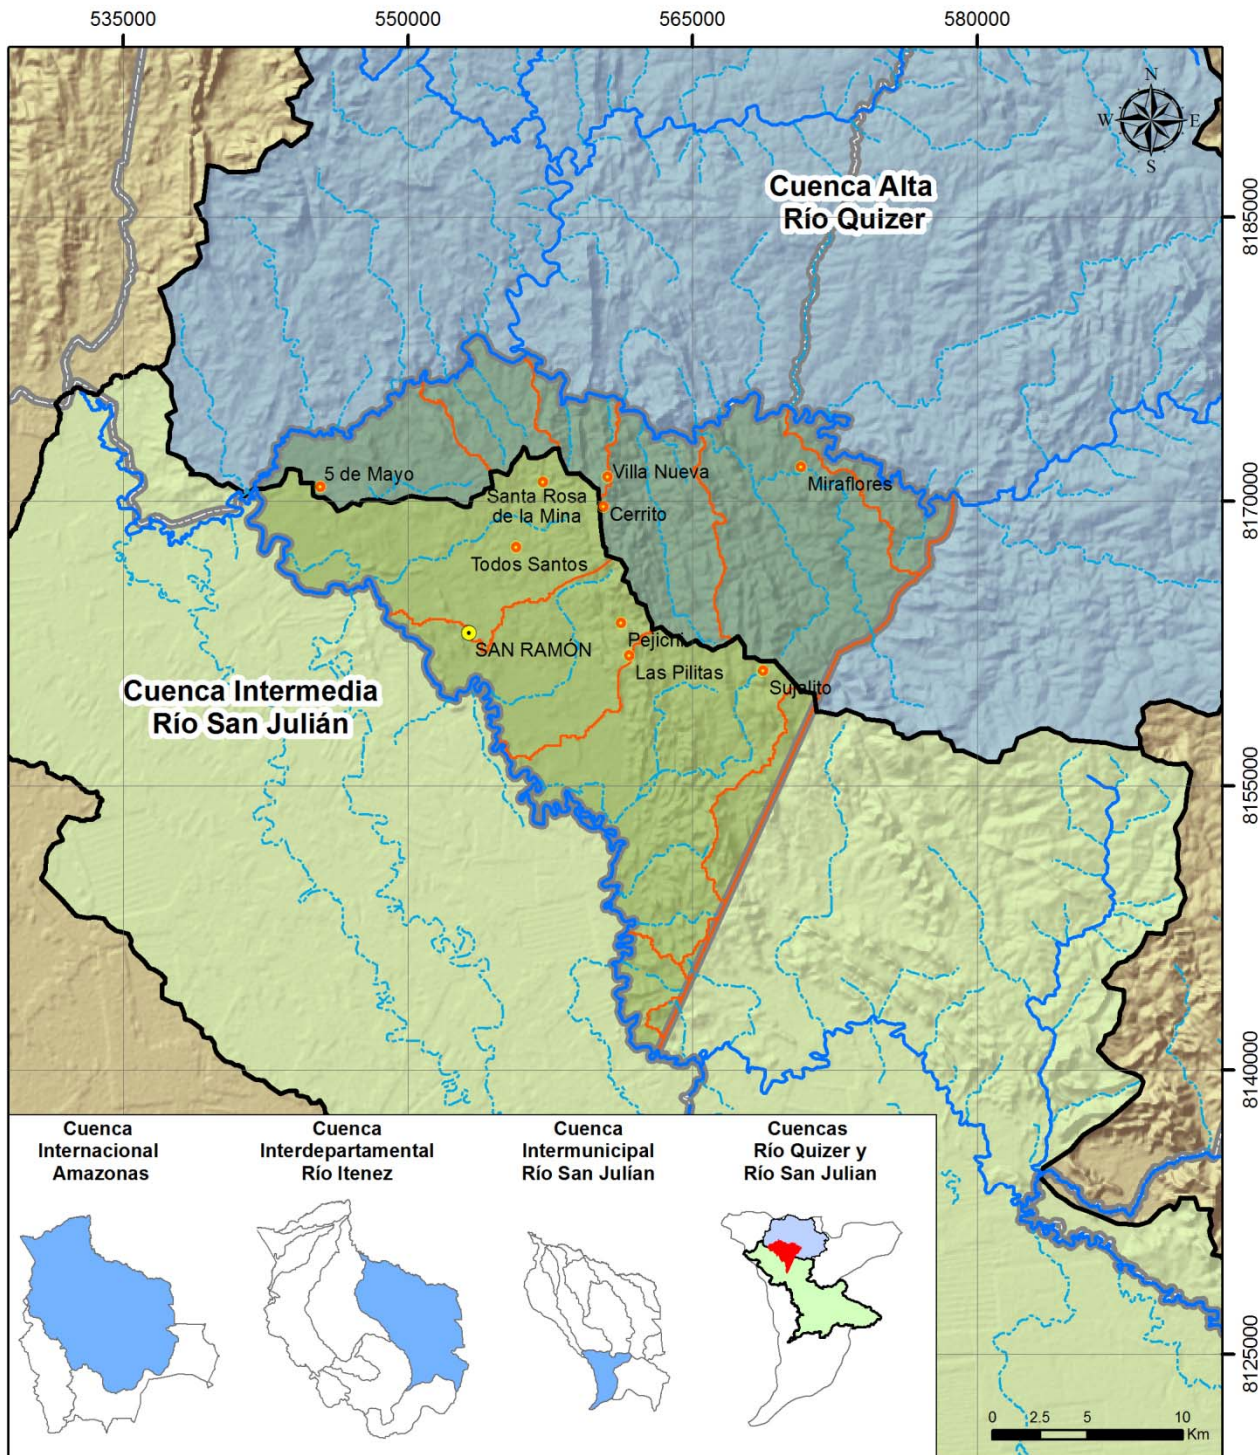 535000
550000
565000
580000
N
W
E
S
Cuenca Alta
Río Quizer
8185000
5 de Mayo
Villa Nueva
Miraflores
Santa Rosa
de la Mina
Cerrito
8170000
Todos Santos
Pejichi
SAN RAMÓN
Las Pilitas
Sujalito
Cuenca Intermedia
Río San Julián
8155000
8140000
Cuenca
Internacional
Amazonas
Cuenca
Interdepartamental
Río Itenez
Cuenca
Intermunicipal
Río San Julían
Cuencas
Río Quizer y
Río San Julian
8125000
0 2.5 5 10
Km